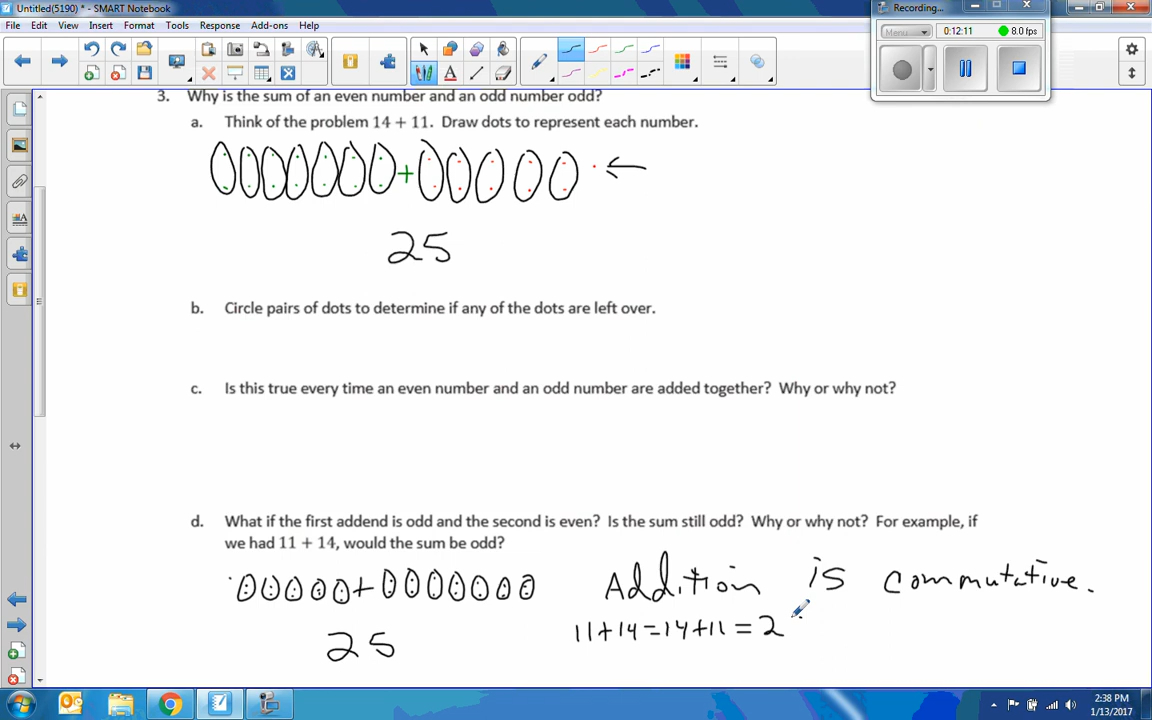 Untitled(5190) * - SMART Notebook
Recording...
File Edit View Insert Format Tools Response Add-ons Help
Menu
0:12:11
8.0 fps
3. Why is the sum of an even number and an odd number odd?
a. Think of the problem 14 + 11. Draw dots to represent each number.
+
25
b. Circle pairs of dots to determine if any of the dots are left over.
c. Is this true every time an even number and an odd number are added together? Why or why not?
d. What if the first addend is odd and the second is even? Is the sum still odd? Why or why not? For example, if
we had 11 + 14, would the sum be odd?
+
Addition is commutative.
11+14=14+11=2
25
2:38 PM
1/13/2017